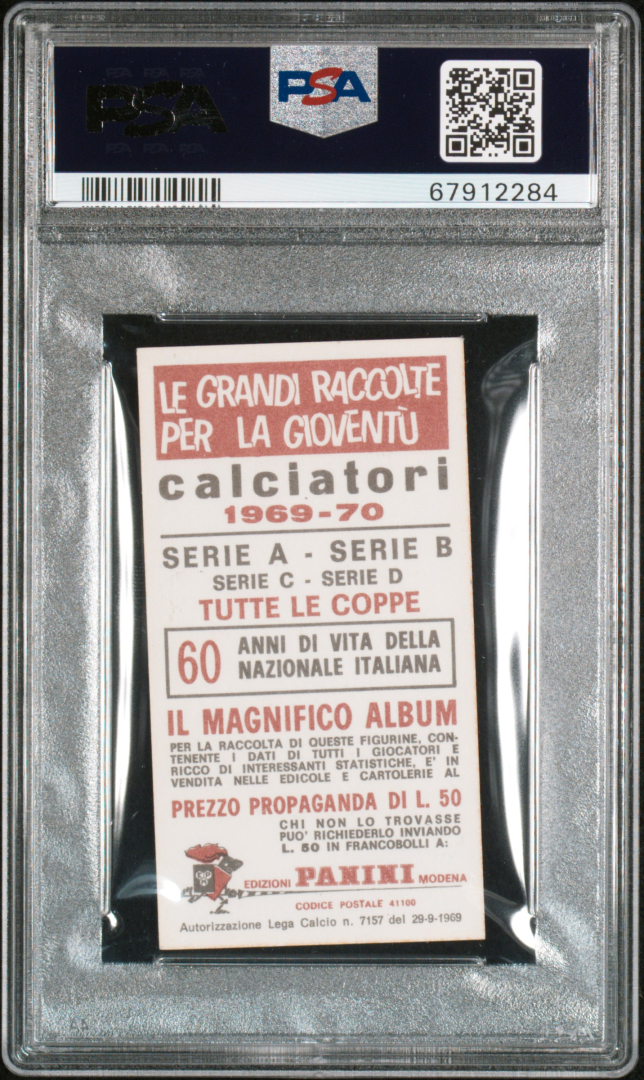 PSA
PSA
67912284
LE GRANDI RACCOLTE
PER LA GIOVENTÙ
calciatori
1969-70
SERIE A - SERIE B
SERIE C - SERIE D
TUTTE LE COPPE
60 ANNI DI VITA DELLA
NAZIONALE ITALIANA
IL MAGNIFICO ALBUM
PER LA RACCOLTA DI QUESTE FIGURINE, CON-
TENENTE I DATI DI TUTTI I GIOCATORI E
RICCO DI INTERESSANTI STATISTICHE, E' IN
VENDITA NELLE EDICOLE E CARTOLERIE AL
PREZZO PROPAGANDA DI L. 50
CHI NON LO TROVASSE
PUO' RICHIEDERLO INVIANDO
L. 50 IN FRANCOBOLLI A:
EDIZIONI PANINI MODENA
CODICE POSTALE 41100
Autorizzazione Lega Calcio n. 7157 del 29-9-1969